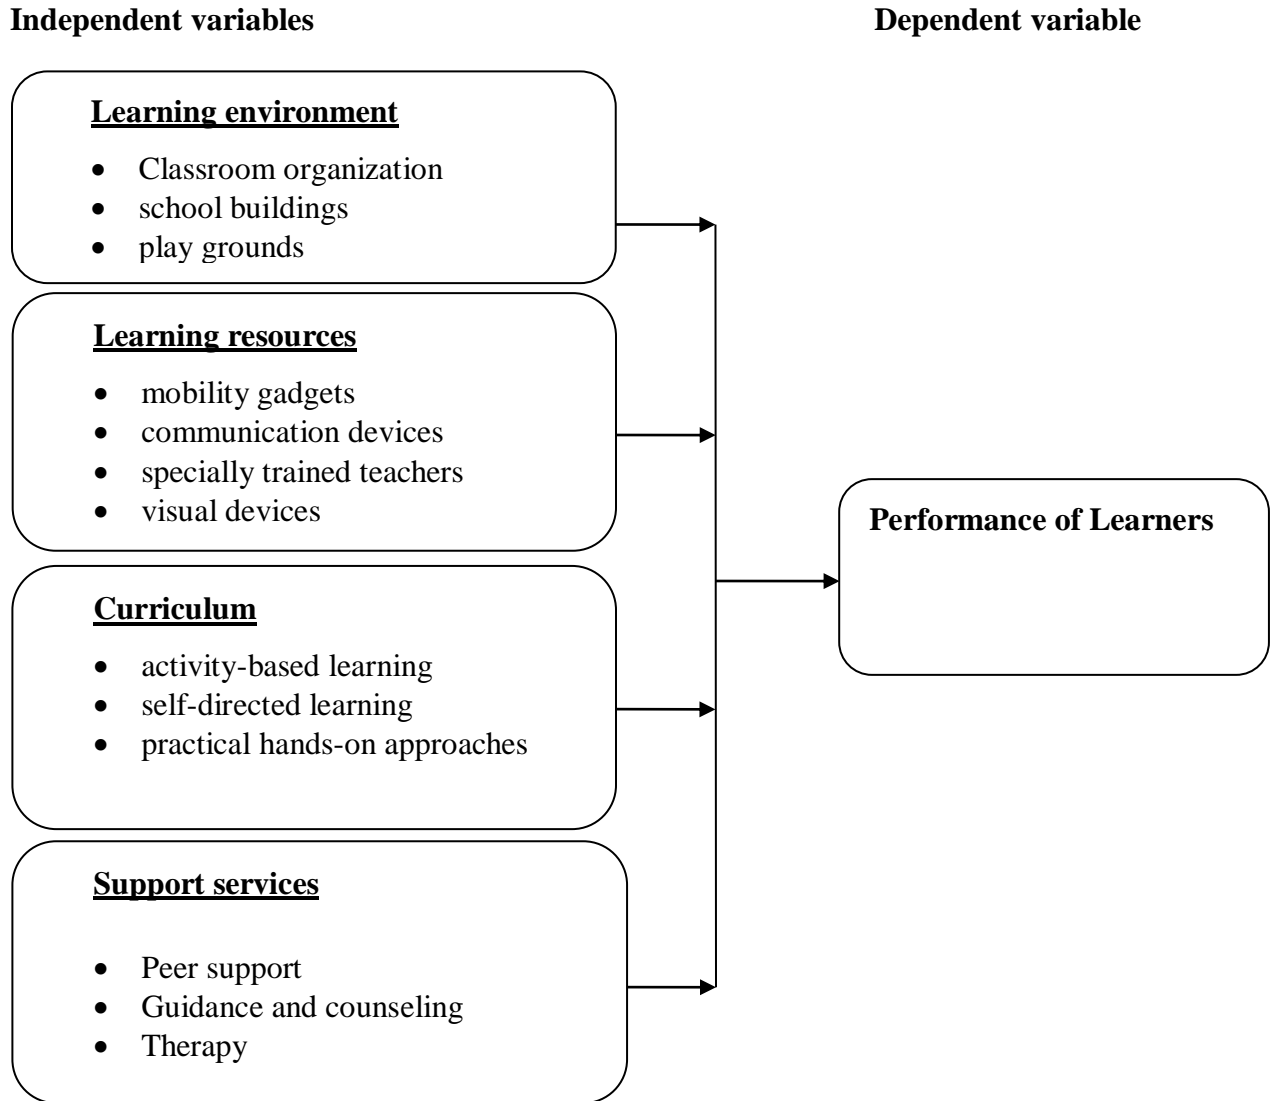 Independent variables
Dependent variable
Learning environment
• Classroom organization
• school buildings
• play grounds
Learning resources
• mobility gadgets
• communication devices
• specially trained teachers
• visual devices
Performance of Learners
Curriculum
• activity-based learning
• self-directed learning
• practical hands-on approaches
Support services
• Peer support
• Guidance and counseling
• Therapy